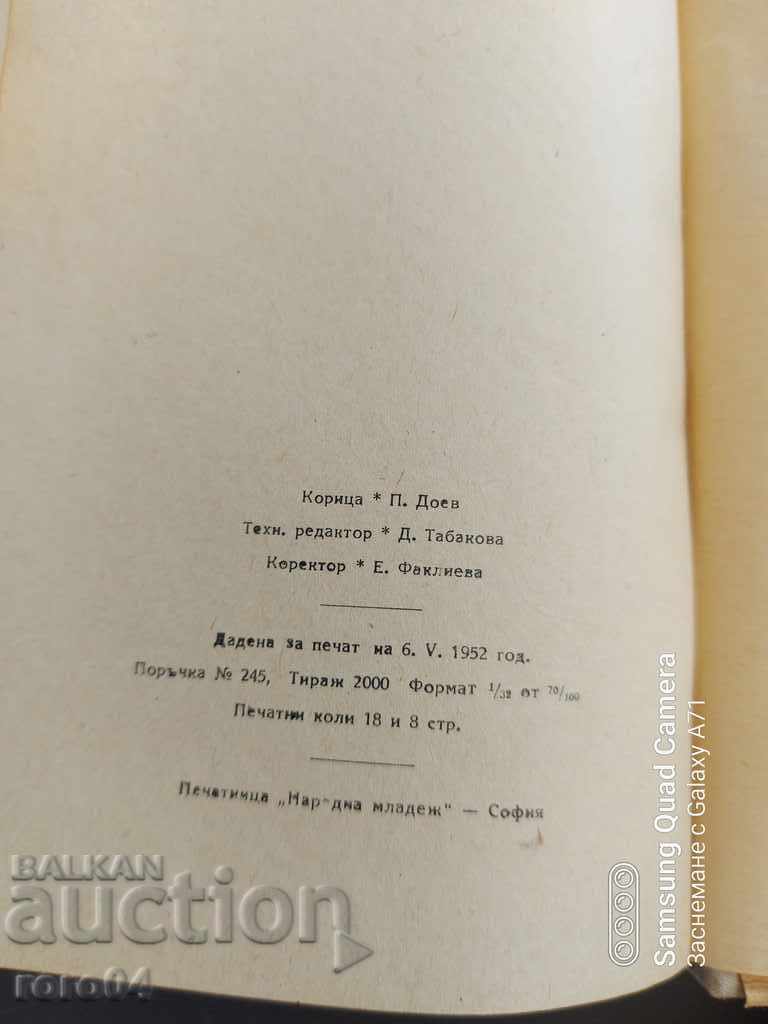 Корица * П. Доев
Техн. редактор * Д. Табакова
Коректор * Е. Факлиева
Дадена за печат на 6. V. 1952 год.
Поръчка № 245, Тираж 2000 Формат 1/32 от 70/100
Печатни коли 18 и 8 стр.
Печатница „Народна младеж" — София
BALKAN
auction
roro04
Samsung Quad Camera
Заснемане с Galaxy A71